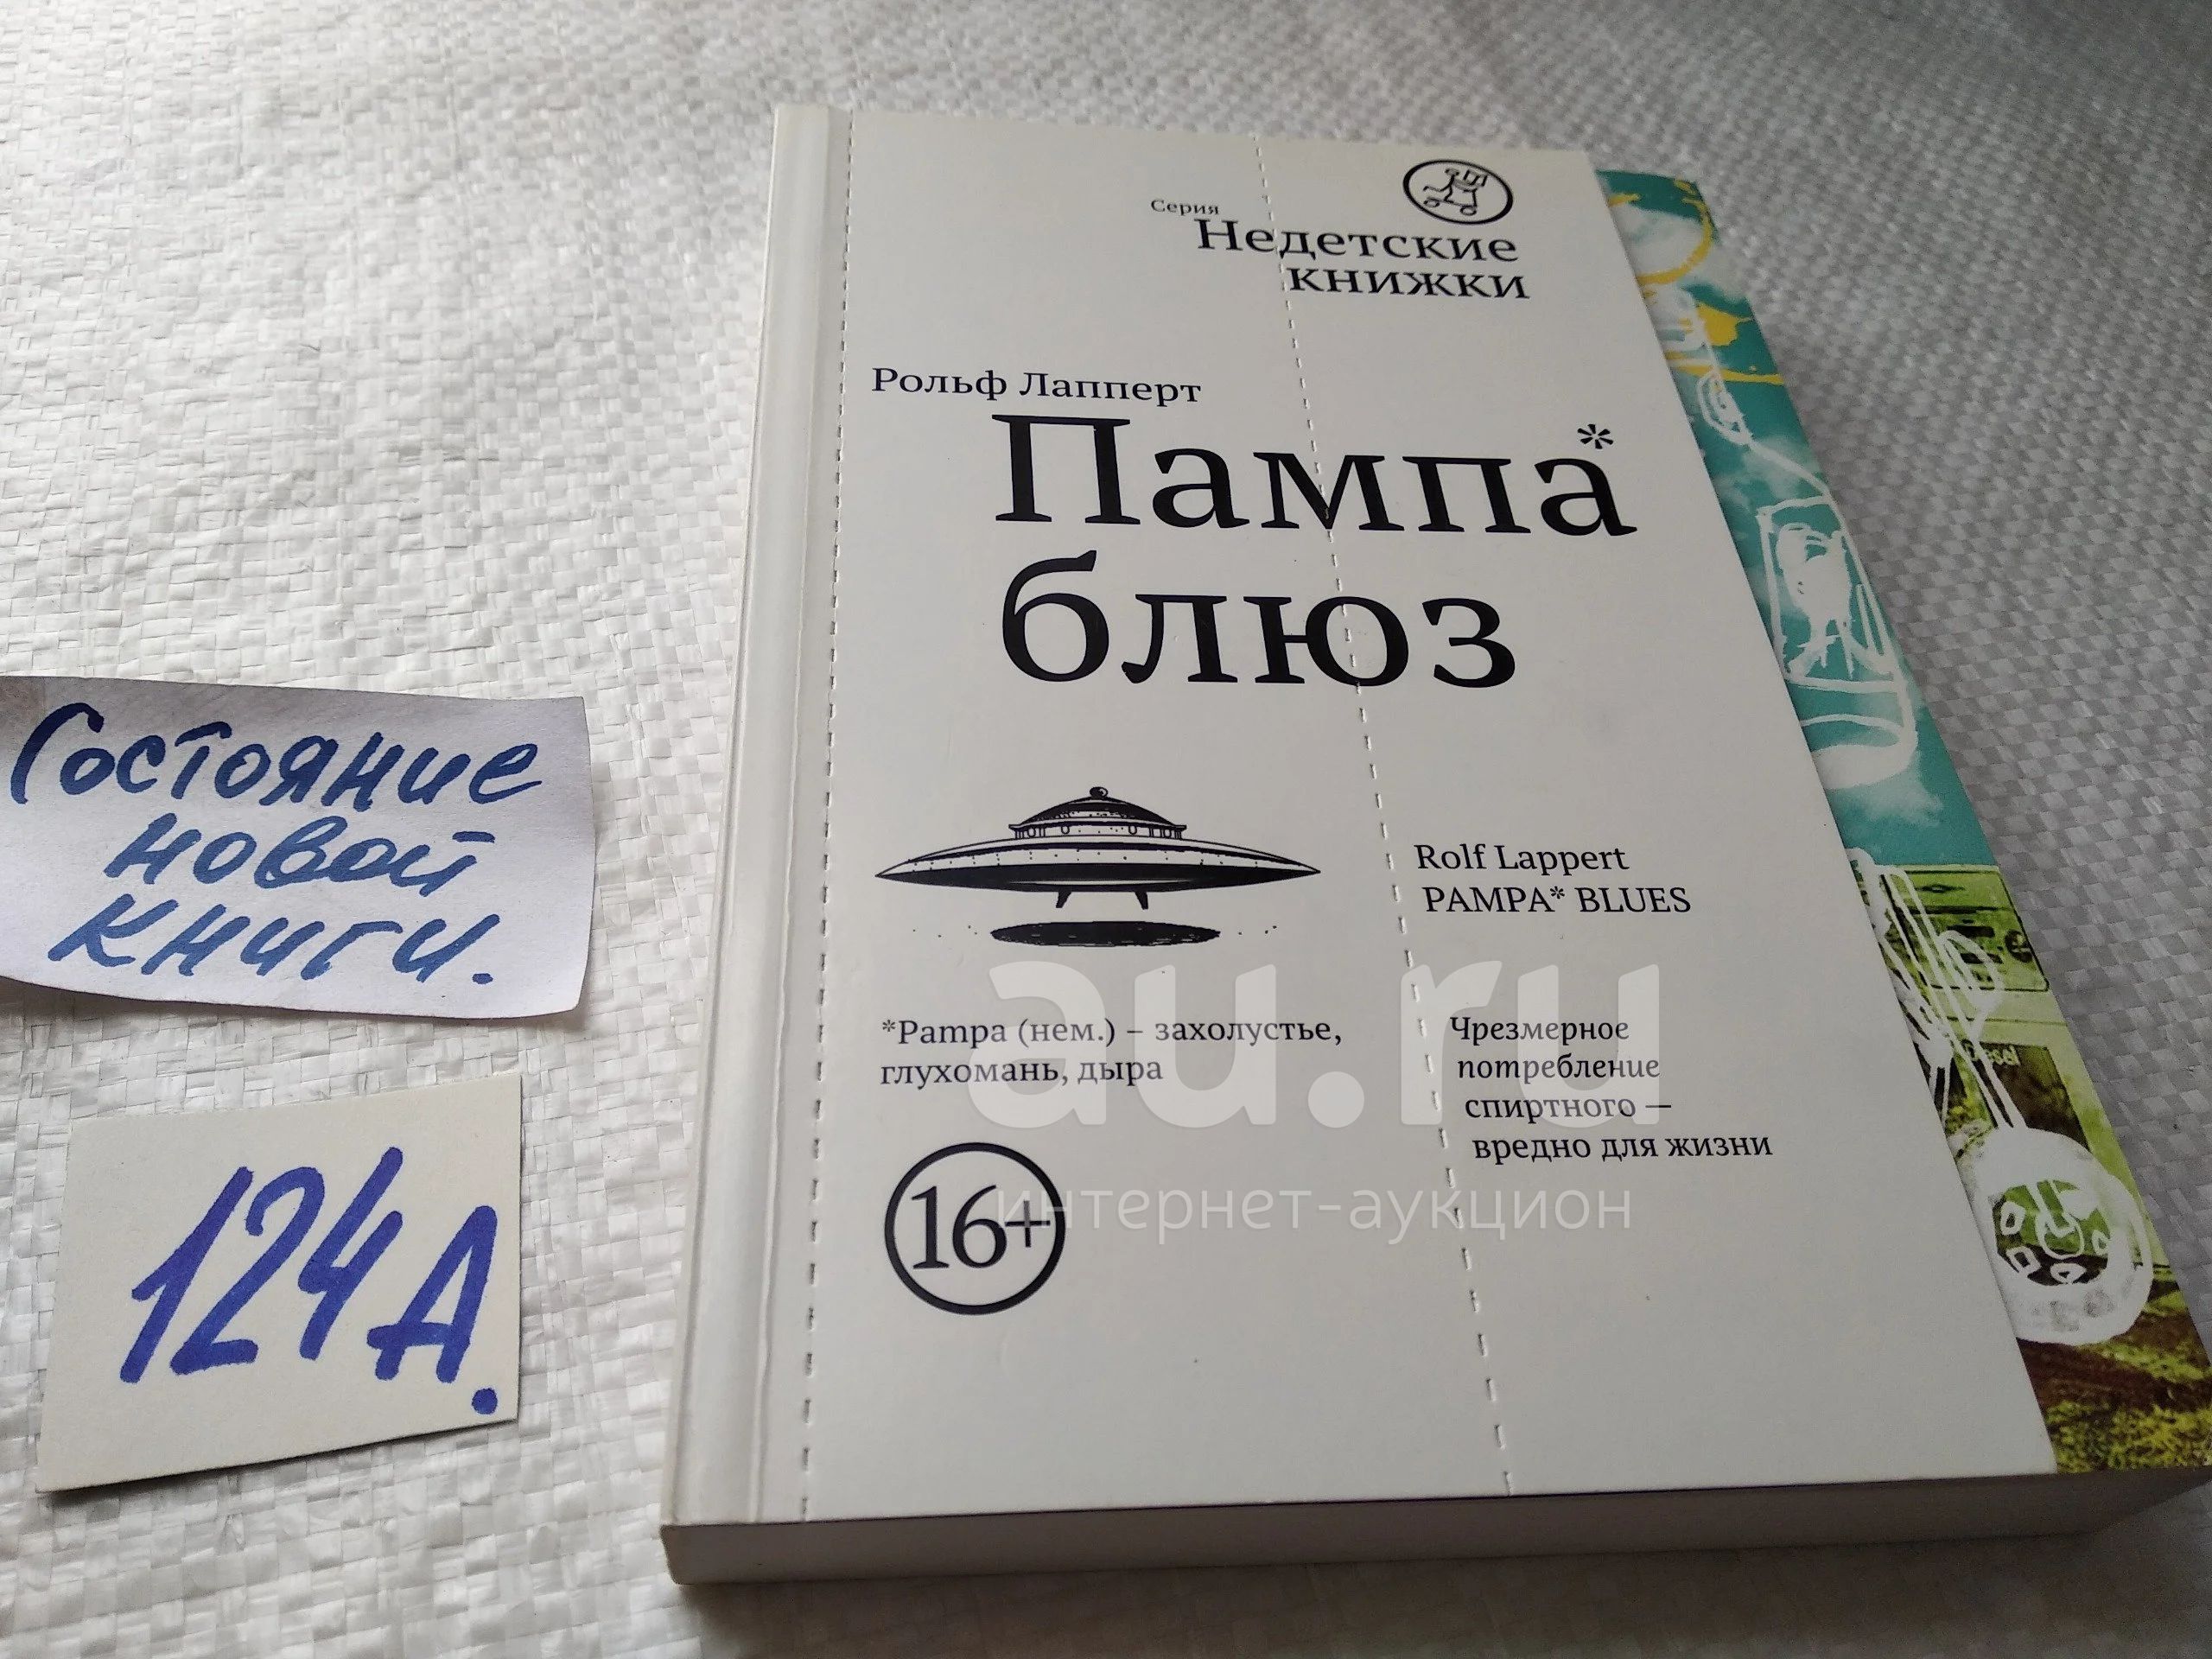 Серия
Недетские
книжки
Рольф Лапперт
Пампа*
блюз
Rolf Lappert
PAMPA* BLUES
*Pampa (нем.) – захолустье,
глухомань, дыра
Чрезмерное
потребление
спиртного —
вредно для жизни
16+
Состояние
новой
книги.
124А.
au.ru
интернет-аукцион